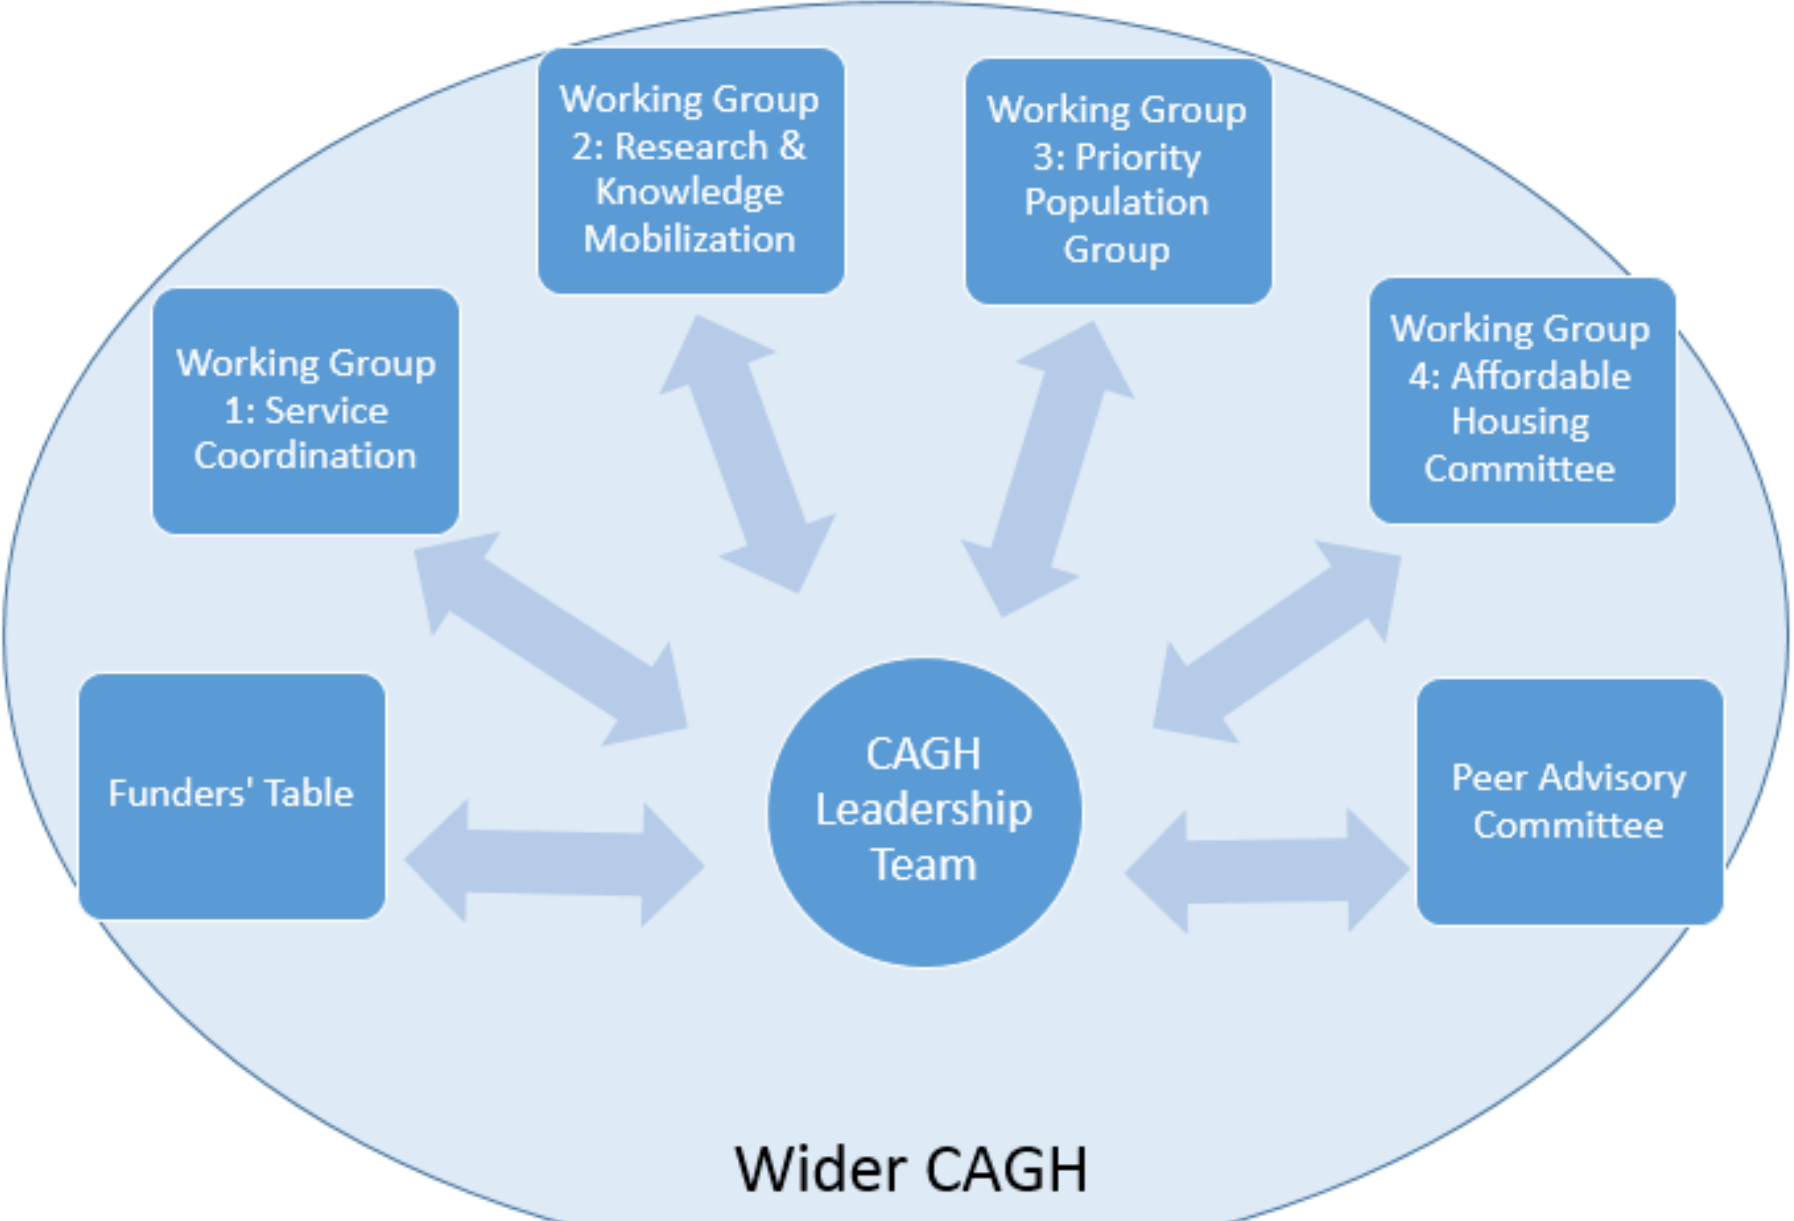 Working Group
2: Research &
Knowledge
Mobilization
Working Group
3: Priority
Population
Group
Working Group
1: Service
Coordination
Working Group
4: Affordable
Housing
Committee
Funders' Table
CAGH
Leadership
Team
Peer Advisory
Committee
Wider CAGH